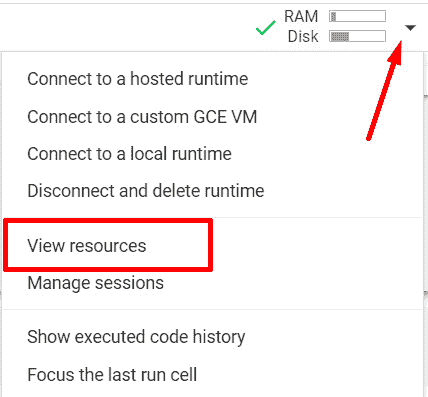 RAM
Disk
Connect to a hosted runtime
Connect to a custom GCE VM
Connect to a local runtime
Disconnect and delete runtime
View resources
Manage sessions
Show executed code history
Focus the last run cell